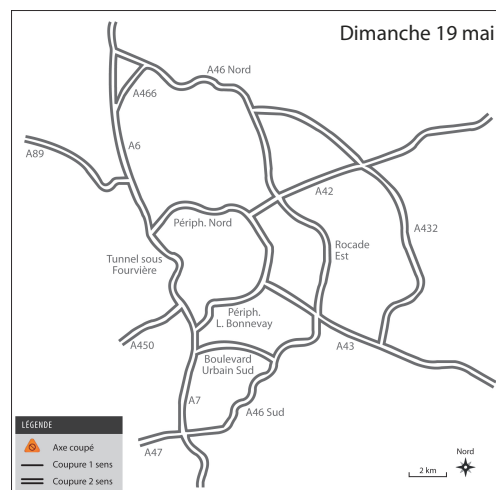 Dimanche 19 mai
A46 Nord
A466
A6
A89
A42
Périph. Nord
A432
Rocade
Est
Tunnel sous
Fourvière
Périph.
L. Bonnevay
A450
A43
Boulevard
Urbain Sud
A7
A46 Sud
A47
LÉGENDE
Axe coupé
Coupure 1 sens
Coupure 2 sens
Nord
2 km